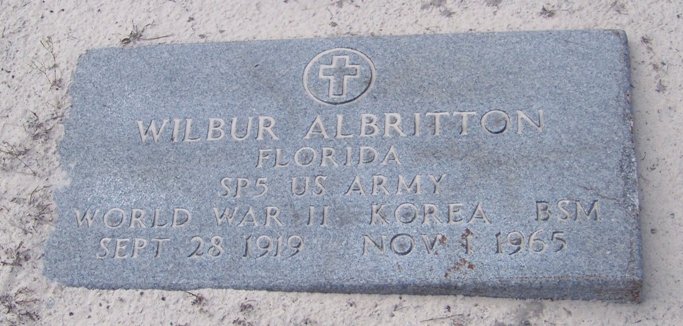 WILBUR ALBRITTON
FLORIDA
SP5 US ARMY
WORLD WAR II KOREA BSM
SEPT 28 1919 NOV 1 1965